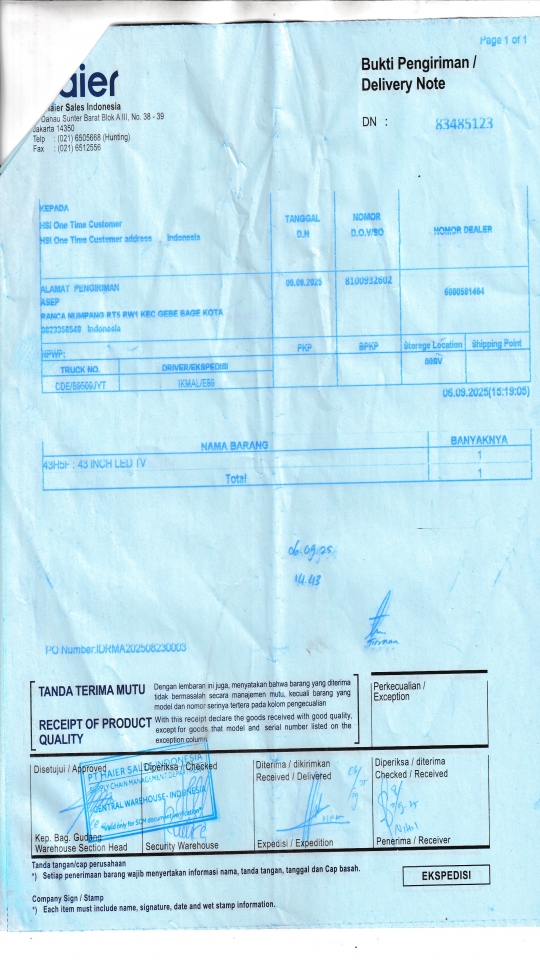 Page 1 of 1
aier
Bukti Pengiriman /
Delivery Note
aier Sales Indonesia
Danau Sunter Barat Blok A III, No. 38 - 39
Jakarta 14350
Telp : (021) 6505668 (Hunting)
Fax : (021) 6512556
DN : 83485123
KEPADA
HSI One Time Customer
HSI One Time Customer address Indonesia
TANGGAL
D.N
NOMOR
D.O.V/SO
NOMOR DEALER
ALAMAT PENGIRIMAN
ASEP
RANCA NUMPANG RT5 RW1 KEC GEBE BAGE KOTA
Indonesia
8100932602
NPWP:
PKP
BPKP
Storage Location
Shipping Point
TRUCK NO.
DRIVER/EKSPEDISI
06.09.2025(15:19:05)
NAMA BARANG
BANYAKNYA
43H5F : 43 INCH LED TV
1
Total
1
06.09.25
14.43
PO Number:IDRMA202508230003
TANDA TERIMA MUTU
Dengan lembaran ini juga, menyatakan bahwa barang yang diterima
tidak bermasalah secara manajemen mutu, kecuali barang yang
model dan nomor serinya tertera pada kolom pengecualian
RECEIPT OF PRODUCT
QUALITY
With this receipt declare the goods received with good quality,
except for goods that model and serial number listed on the
exception column
Perkecualian /
Exception
Disetujui / Approved
Diperiksa / Checked
Diterima / dikirimkan
Received / Delivered
Diperiksa / diterima
Checked / Received
PT HAIER SALES INDONESIA
SUPPLY CHAIN MANAGEMENT DEPT
CENTRAL WAREHOUSE - INDONESIA
*Valid only for SCM document verification*
Kep. Bag. Gudang
Warehouse Section Head
Security Warehouse
Expedisi / Expedition
Penerima / Receiver
Tanda tangan/cap perusahaan
*) Setiap penerimaan barang wajib menyertakan informasi nama, tanda tangan, tanggal dan Cap basah.
EKSPEDISI
Company Sign / Stamp
*) Each item must include name, signature, date and wet stamp information.